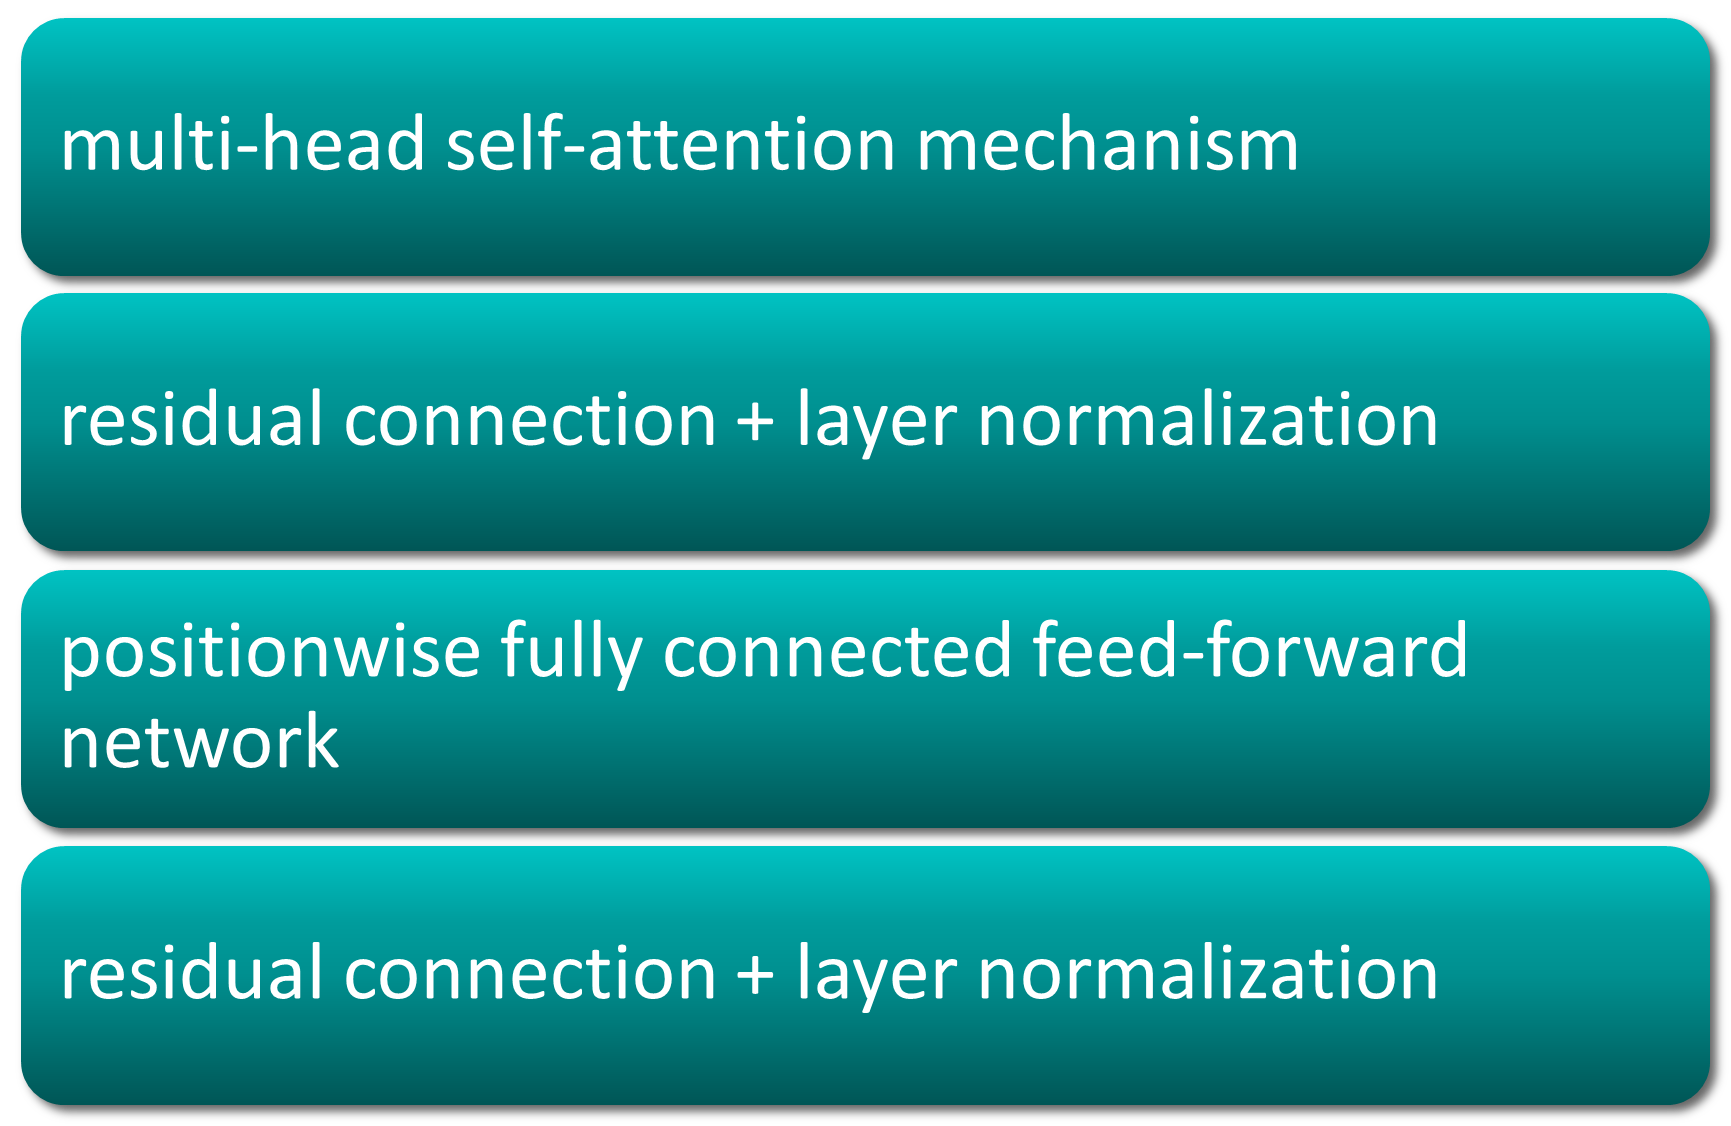 multi-head self-attention mechanism
residual connection + layer normalization
positionwise fully connected feed-forward
network
residual connection + layer normalization